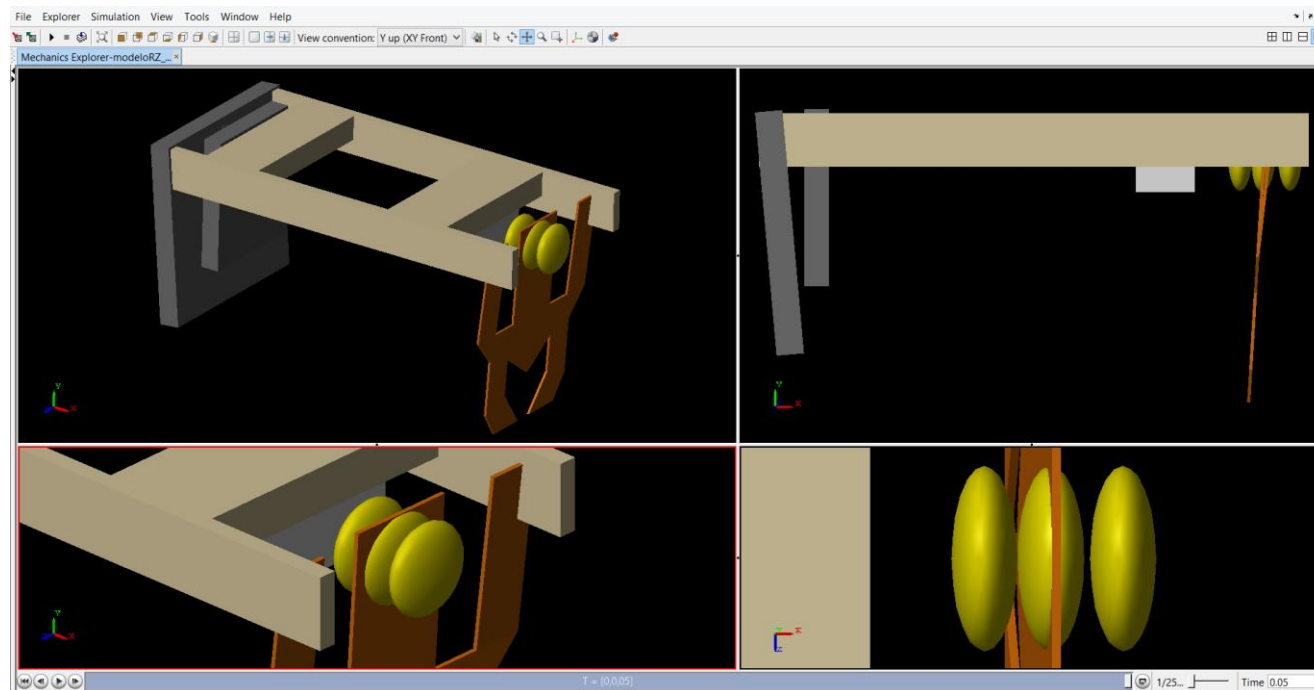 File Explorer Simulation View Tools Window Help
View convention: Y up (XY Front)
Mechanics Explorer-modeloRZ_... ×
Y
X
Y
X
Y
X
X
Z
T = [0,0,05]
1/25... Time 0.05